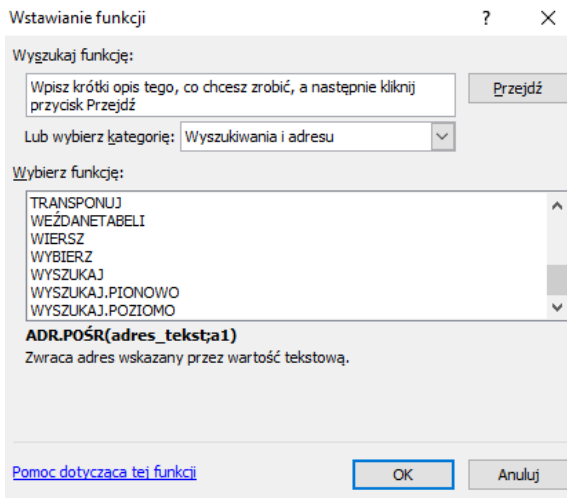 Wstawianie funkcji ? ×
Wyszukaj funkcję:
Wpisz krótki opis tego, co chcesz zrobić, a następnie kliknij
przycisk Przejdź
Przejdź
Lub wybierz kategorię: Wyszukiwania i adresu
Wybierz funkcję:
TRANSPONUJ
WEŹDANETABELI
WIERSZ
WYBIERZ
WYSZUKAJ
WYSZUKAJ.PIONOWO
WYSZUKAJ.POZIOMO
ADR.POŚR(adres_tekst;a1)
Zwraca adres wskazany przez wartość tekstową.
Pomoc dotycząca tej funkcji
OK
Anuluj